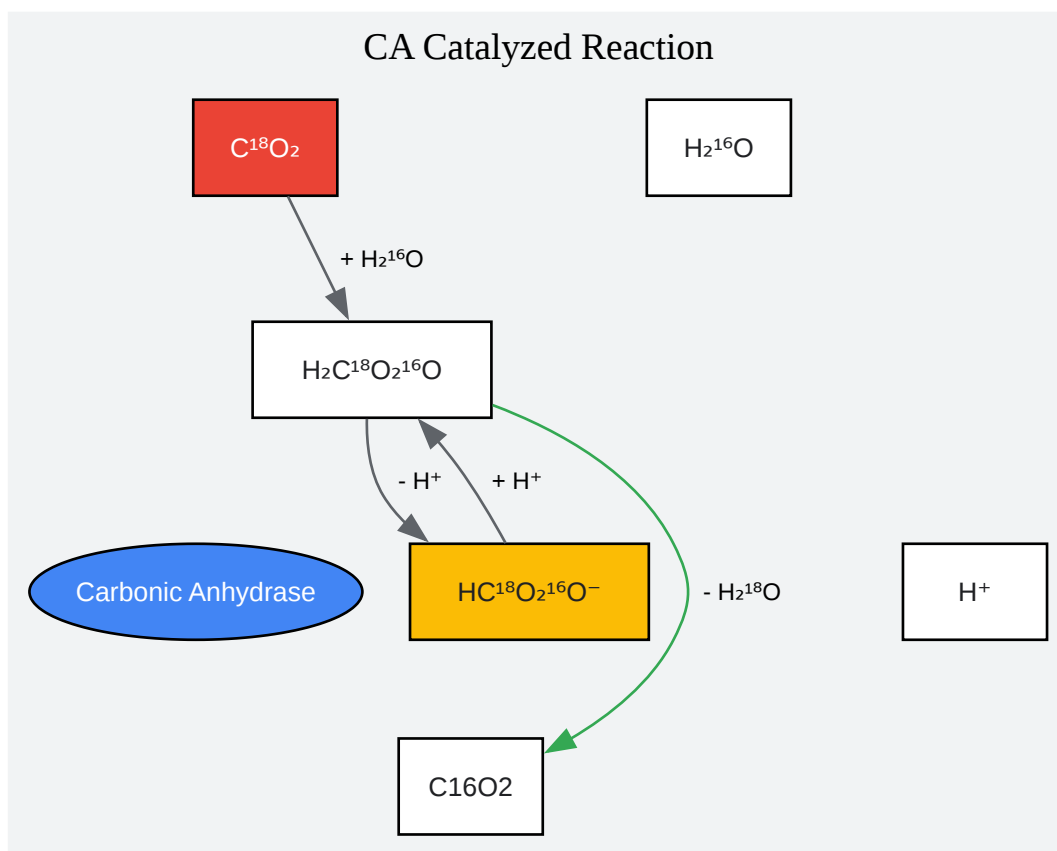 CA Catalyzed Reaction
C¹⁸O₂
H₂¹⁶O
+ H₂¹⁶O
H₂C¹⁸O₂¹⁶O
- H⁺
+ H⁺
Carbonic Anhydrase
HC¹⁸O₂¹⁶O⁻
- H₂¹⁸O
H⁺
C16O2